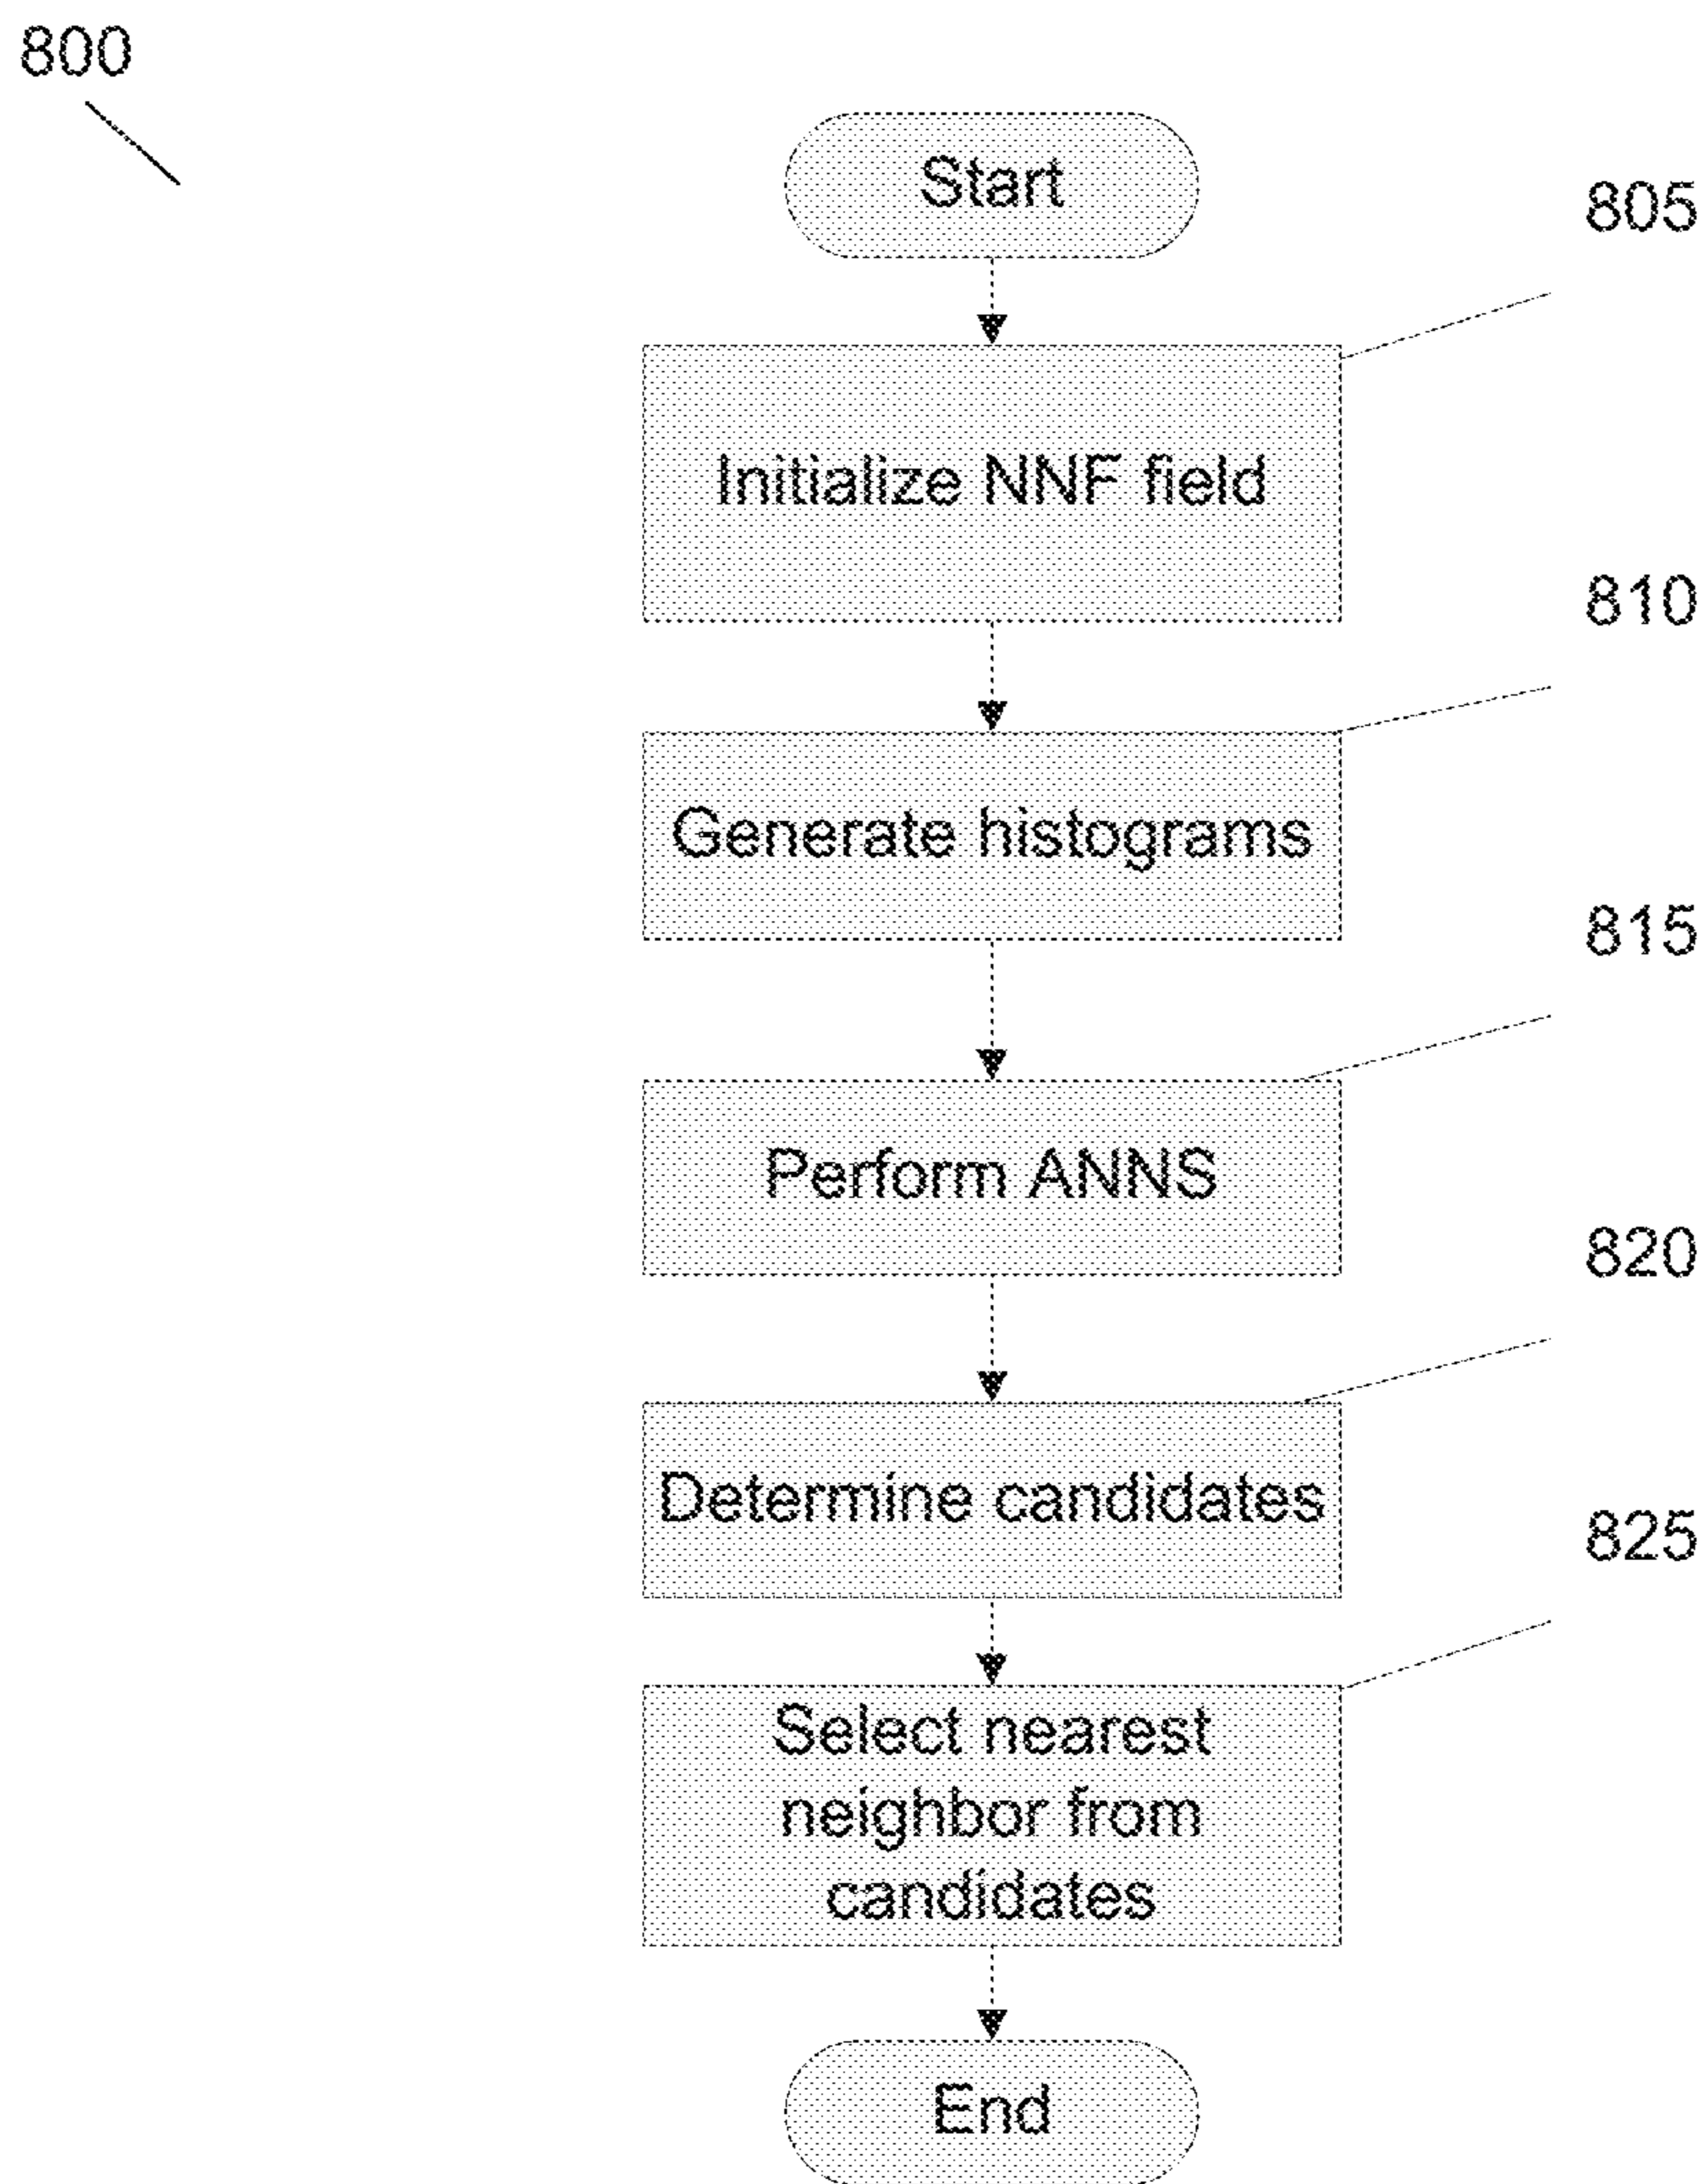 800
Start
805
Initialize NNF field
810
Generate histograms
815
Perform ANNS
820
Determine candidates
825
Select nearest
neighbor from
candidates
End